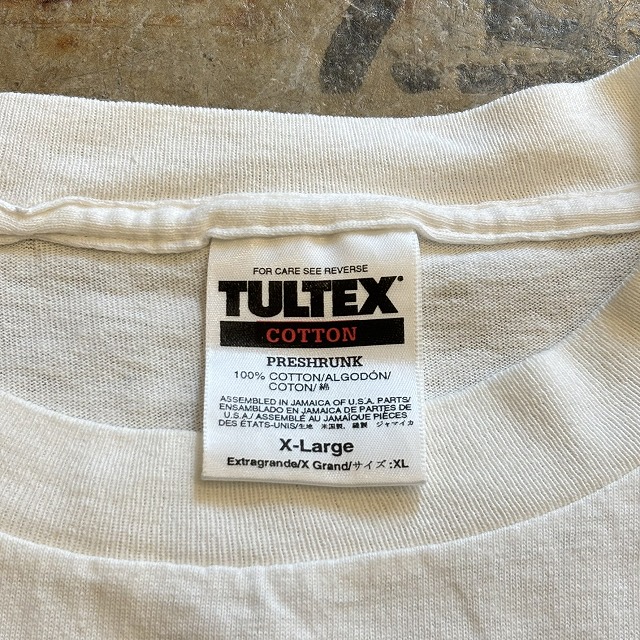 FOR CARE SEE REVERSE
TULTEX®
COTTON
PRESHRUNK
100% COTTON/ALGODÓN/
COTON/綿
ASSEMBLED IN JAMAICA OF U.S.A. PARTS/
ENSAMBLADO EN JAMAICA DE PARTES DE
U.S.A./ ASSEMBLÉ AU JAMAÏQUE PIÈCES
DES ÉTATS-UNIS/生地 米国製, 縫製 ジャマイカ
X-Large
Extragrande/X Grand/サイズ:XL